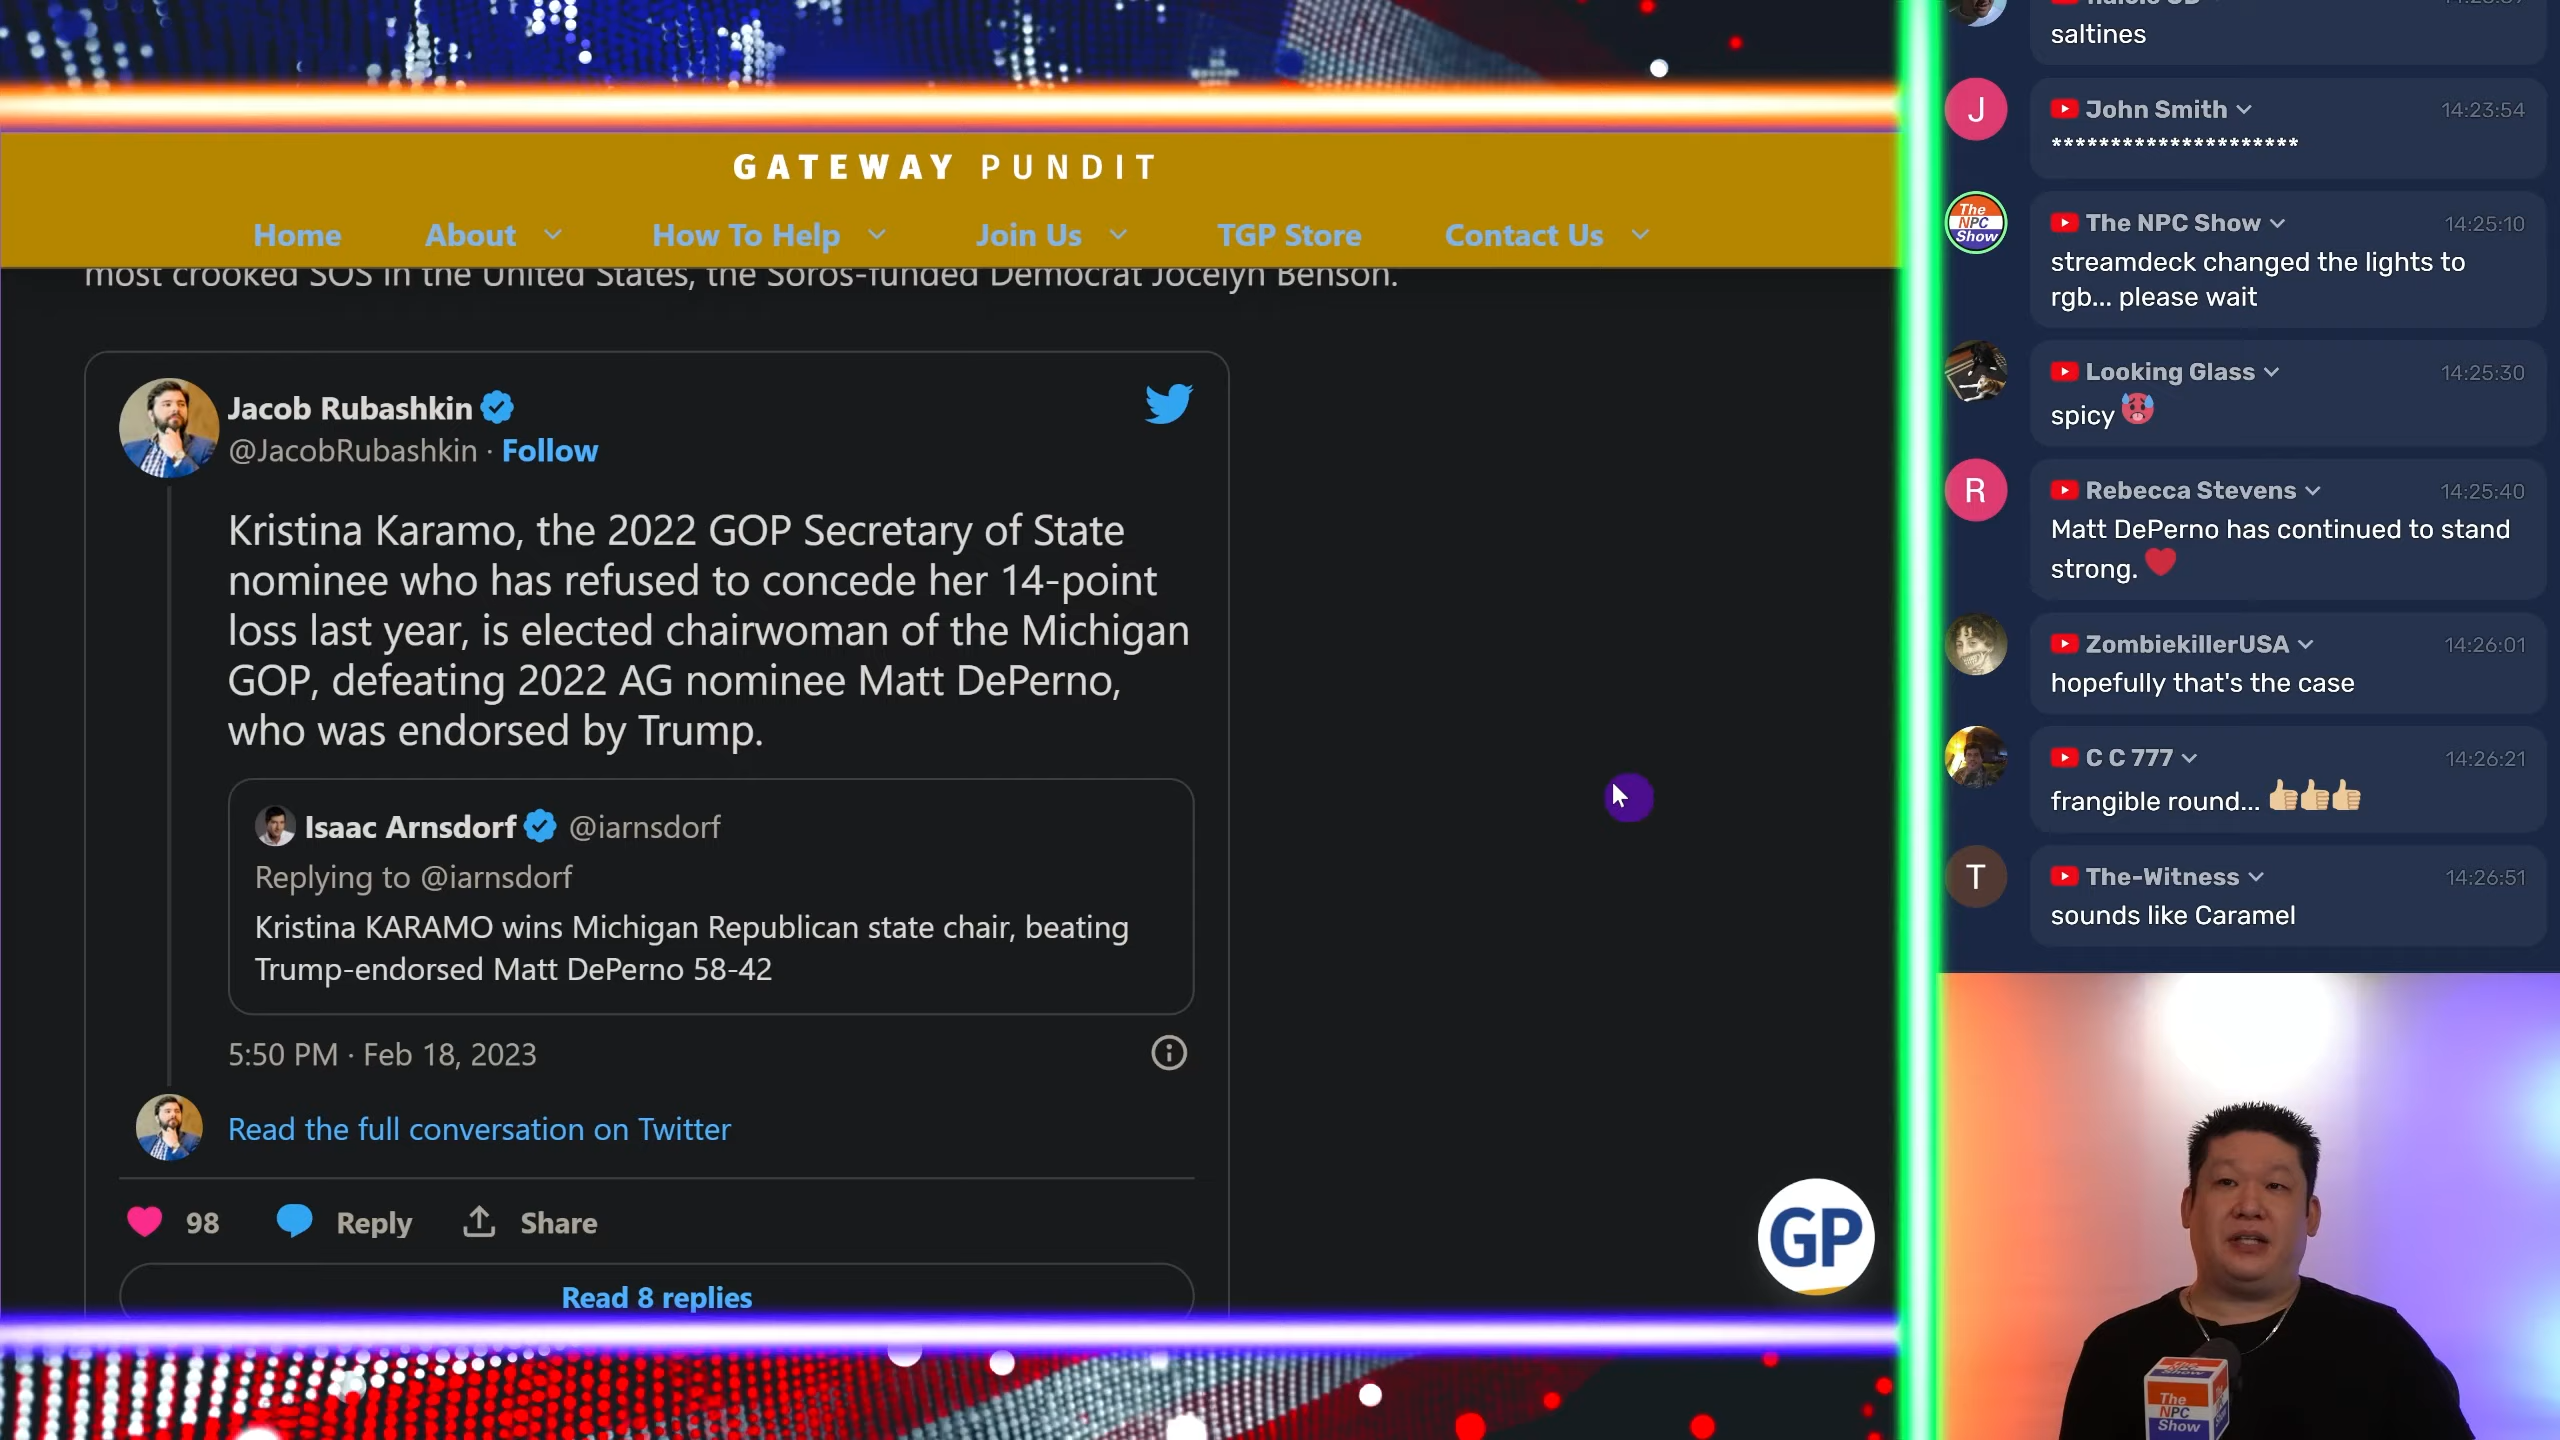 GATEWAY PUNDIT
Home About How To Help Join Us TGP Store Contact Us
most crooked SOS in the United States, the Soros-funded Democrat Jocelyn Benson.
Jacob Rubashkin
@JacobRubashkin · Follow
Kristina Karamo, the 2022 GOP Secretary of State
nominee who has refused to concede her 14-point
loss last year, is elected chairwoman of the Michigan
GOP, defeating 2022 AG nominee Matt DePerno,
who was endorsed by Trump.
Isaac Arnsdorf @iarnsdorf
Replying to @iarnsdorf
Kristina KARAMO wins Michigan Republican state chair, beating
Trump-endorsed Matt DePerno 58-42
5:50 PM · Feb 18, 2023
Read the full conversation on Twitter
98 Reply Share
Read 8 replies
GP
saltines
J
John Smith 14:23:54
*********************
The NPC Show
The NPC Show 14:25:10
streamdeck changed the lights to
rgb... please wait
Looking Glass 14:25:30
spicy 🥵
R
Rebecca Stevens 14:25:40
Matt DePerno has continued to stand
strong. ❤️
ZombiekillerUSA 14:26:01
hopefully that's the case
C C 777 14:26:21
frangible round... 👍🏼👍🏼👍🏼
T
The-Witness 14:26:51
sounds like Caramel
The
NPC
Show